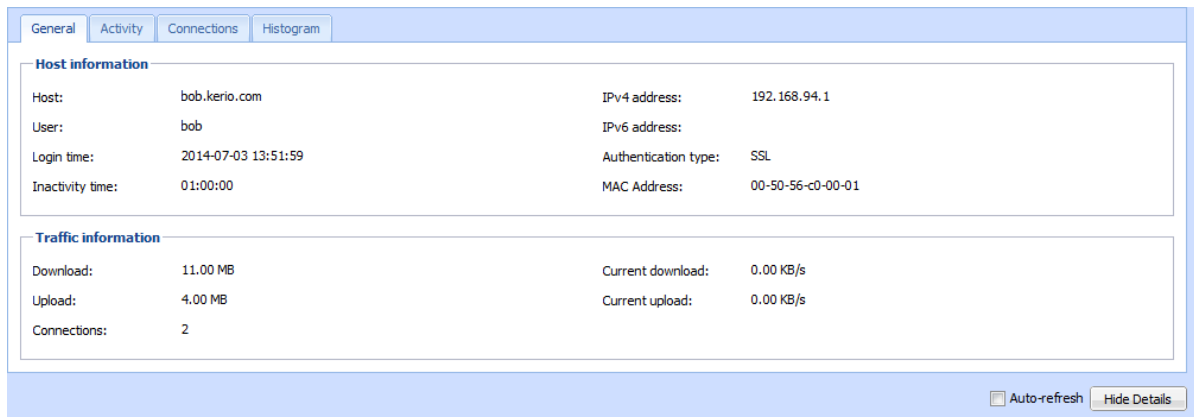 General Activity Connections Histogram
Host information
Host: bob.kerio.com IPv4 address: 192.168.94.1
User: bob IPv6 address:
Login time: 2014-07-03 13:51:59 Authentication type: SSL
Inactivity time: 01:00:00 MAC Address: 00-50-56-c0-00-01
Traffic information
Download: 11.00 MB Current download: 0.00 KB/s
Upload: 4.00 MB Current upload: 0.00 KB/s
Connections: 2
Auto-refresh Hide Details